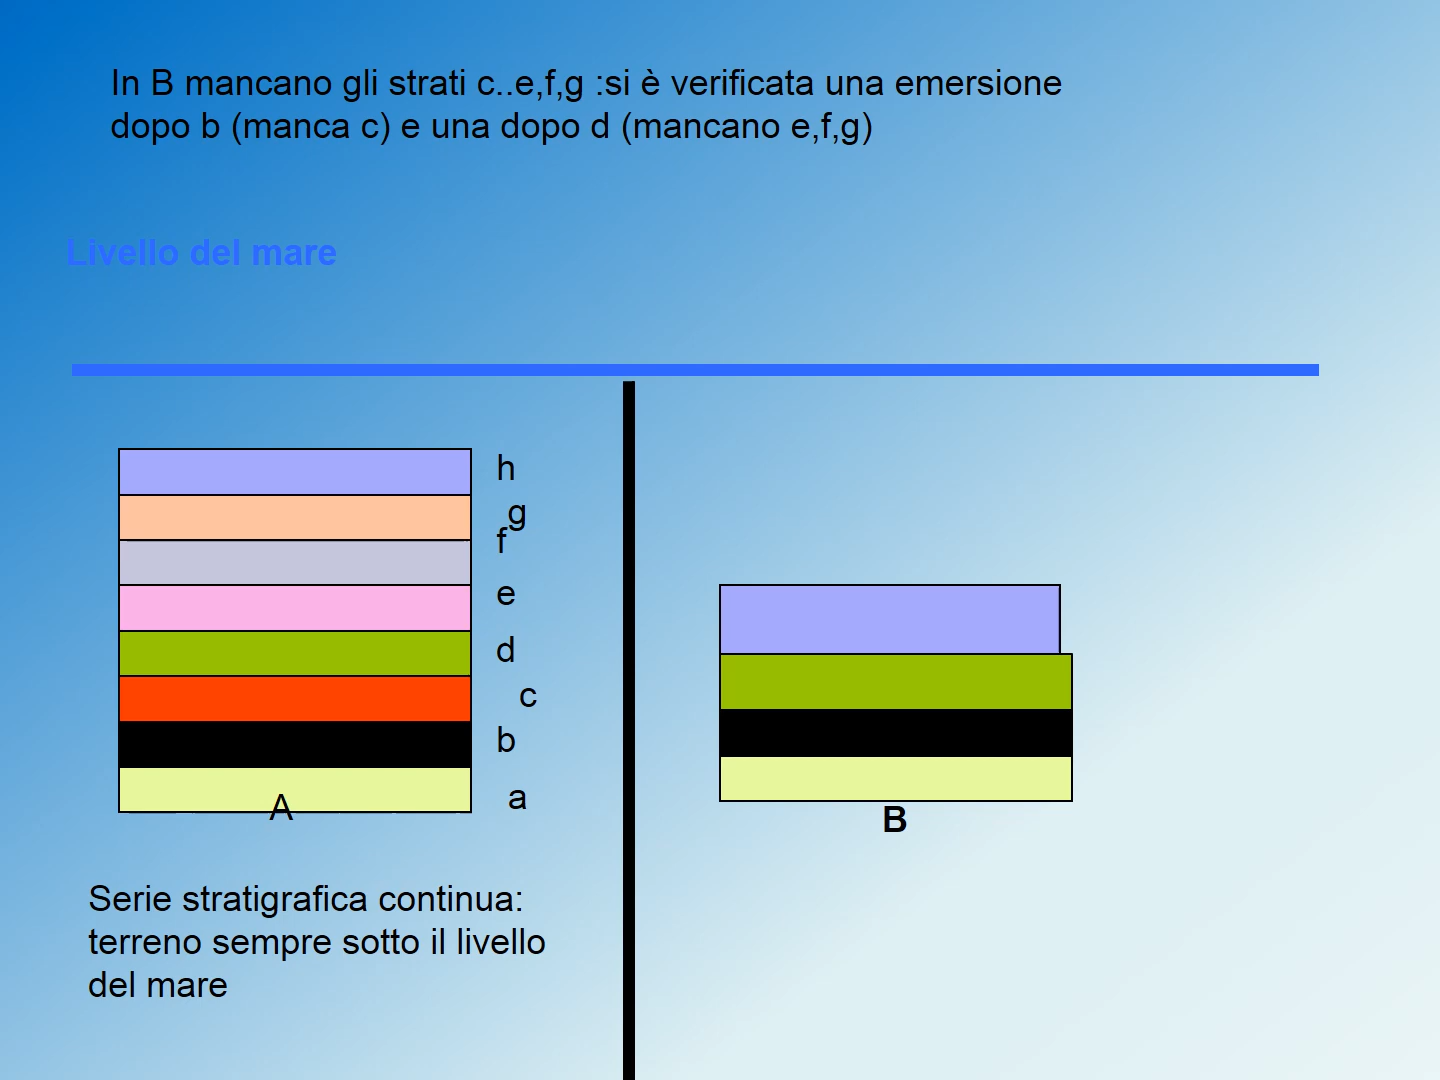 In B mancano gli strati c..e,f,g :si è verificata una emersione
dopo b (manca c) e una dopo d (mancano e,f,g)
Livello del mare
h
g
f
e
d
c
b
a
A
B
Serie stratigrafica continua:
terreno sempre sotto il livello
del mare